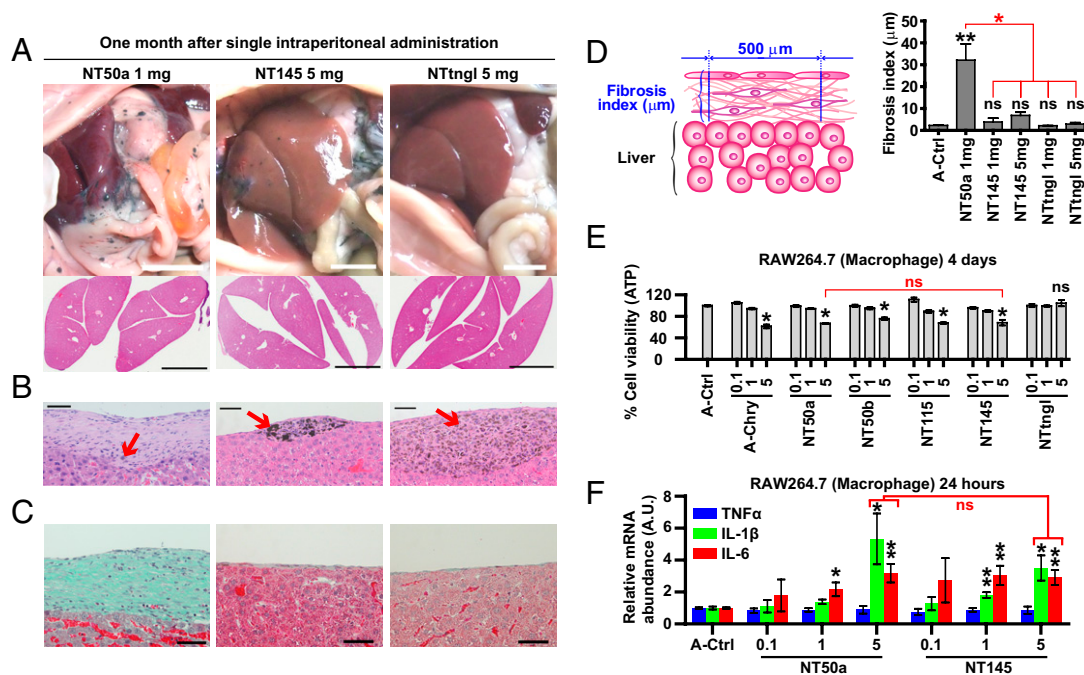 A
One month after single intraperitoneal administration
NT50a 1 mg
NT145 5 mg
NTtngl 5 mg
B
C
D
500 μm
Fibrosis
index (μm)
Liver
Fibrosis index (μm)
50
40
30
20
10
0
**
*
ns
ns
ns
ns
A-Ctrl
NT50a 1mg
NT145 1mg
NT145 5mg
NTtngl 1mg
NTtngl 5mg
E
RAW264.7 (Macrophage) 4 days
% Cell viability (ATP)
120
80
40
0
ns
*
*
*
*
*
ns
A-Ctrl
0.1
1
5
0.1
1
5
0.1
1
5
0.1
1
5
0.1
1
5
0.1
1
5
A-Chry
NT50a
NT50b
NT115
NT145
NTtngl
F
RAW264.7 (Macrophage) 24 hours
Relative mRNA
abundance (A.U.)
8
6
4
2
0
TNFα
IL-1β
IL-6
ns
*
*
**
**
**
*
**
A-Ctrl
0.1
1
5
0.1
1
5
NT50a
NT145